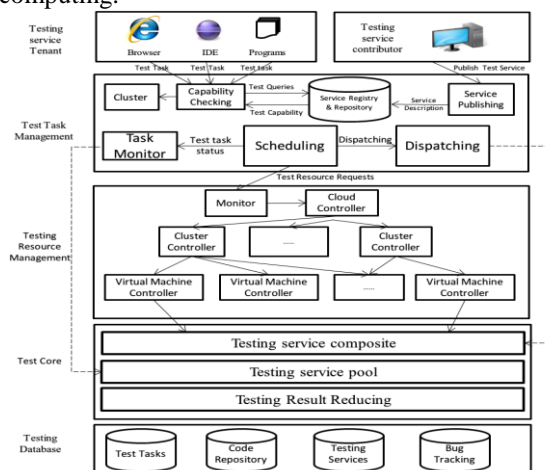 computing.
Testing
service
Tenant
Browser
IDE
Programs
Testing
service
contributor
Test Task
Test Task
Test task
Publish Test Service
Cluster
Capability
Checking
Test Queries
Test Capability
Service Registry
& Repository
Service
Description
Service
Publishing
Test Task
Management
Task
Monitor
Test task
status
Scheduling
Dispatching
Dispatching
Test Resource Requests
Testing
Resource
Management
Monitor
Cloud
Controller
Cluster
Controller
......
Cluster
Controller
Virtual Machine
Controller
Virtual Machine
Controller
......
Virtual Machine
Controller
Test Core
Testing service composite
Testing service pool
Testing Result Reducing
Testing
Database
Test Tasks
Code
Repository
Testing
Services
Bug
Tracking